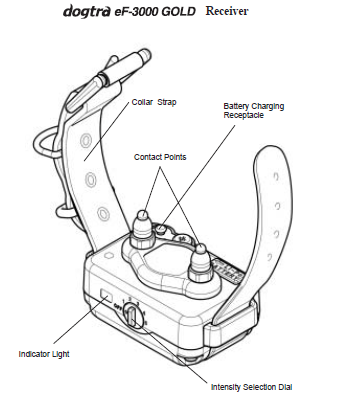 dogtra eF-3000 GOLD Receiver
Collar Strap
Battery Charging
Receptacle
Contact Points
Indicator Light
Intensity Selection Dial